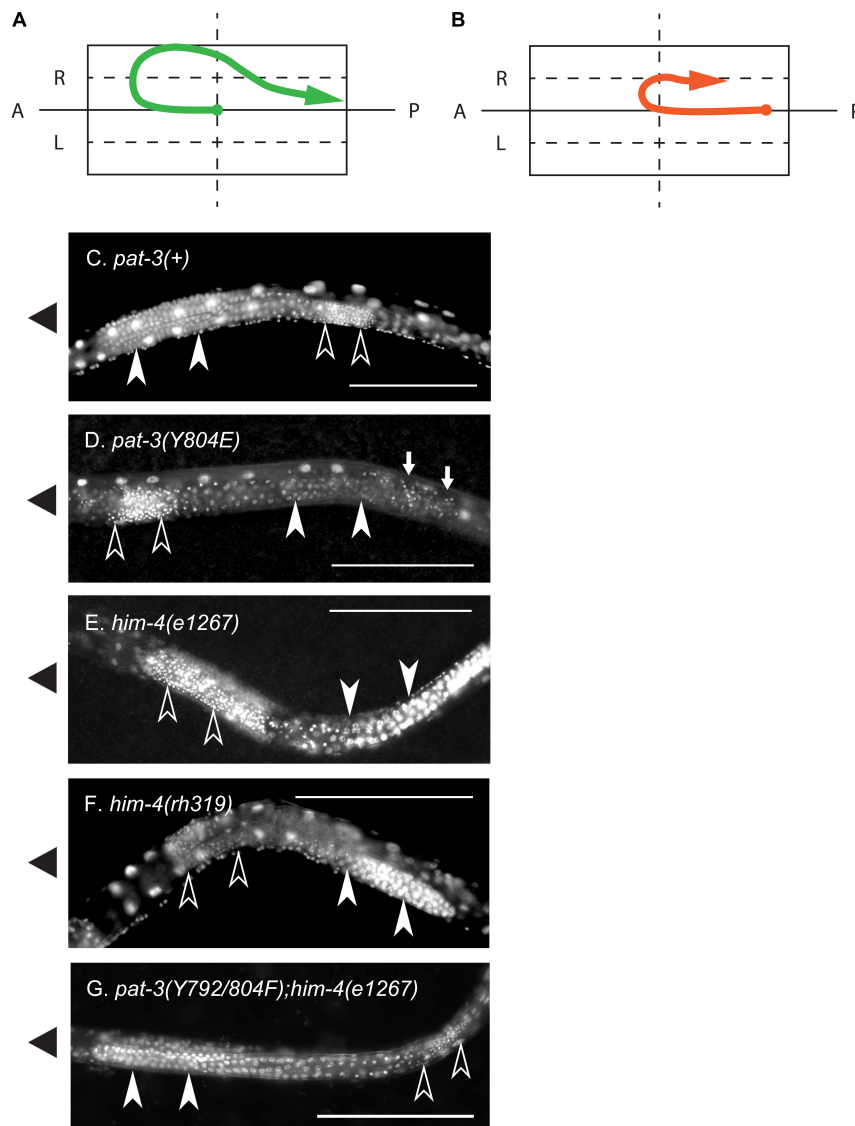 A
B
R
R
A
P
A
P
L
L
C. pat-3(+)
D. pat-3(Y804E)
E. him-4(e1267)
F. him-4(rh319)
G. pat-3(Y792/804F);him-4(e1267)